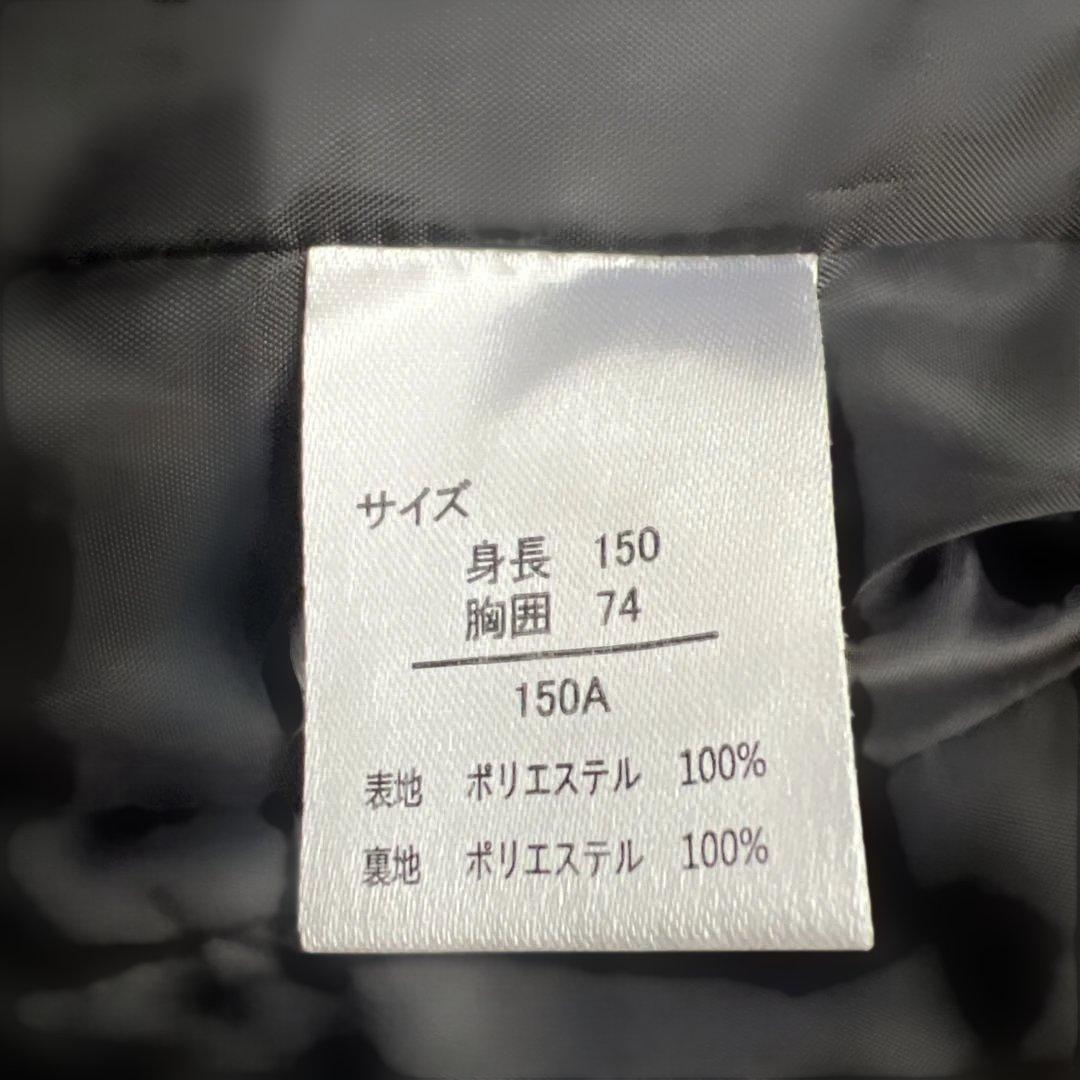 サイズ
身長 150
胸囲 74
150A
表地 ポリエステル 100%
裏地 ポリエステル 100%